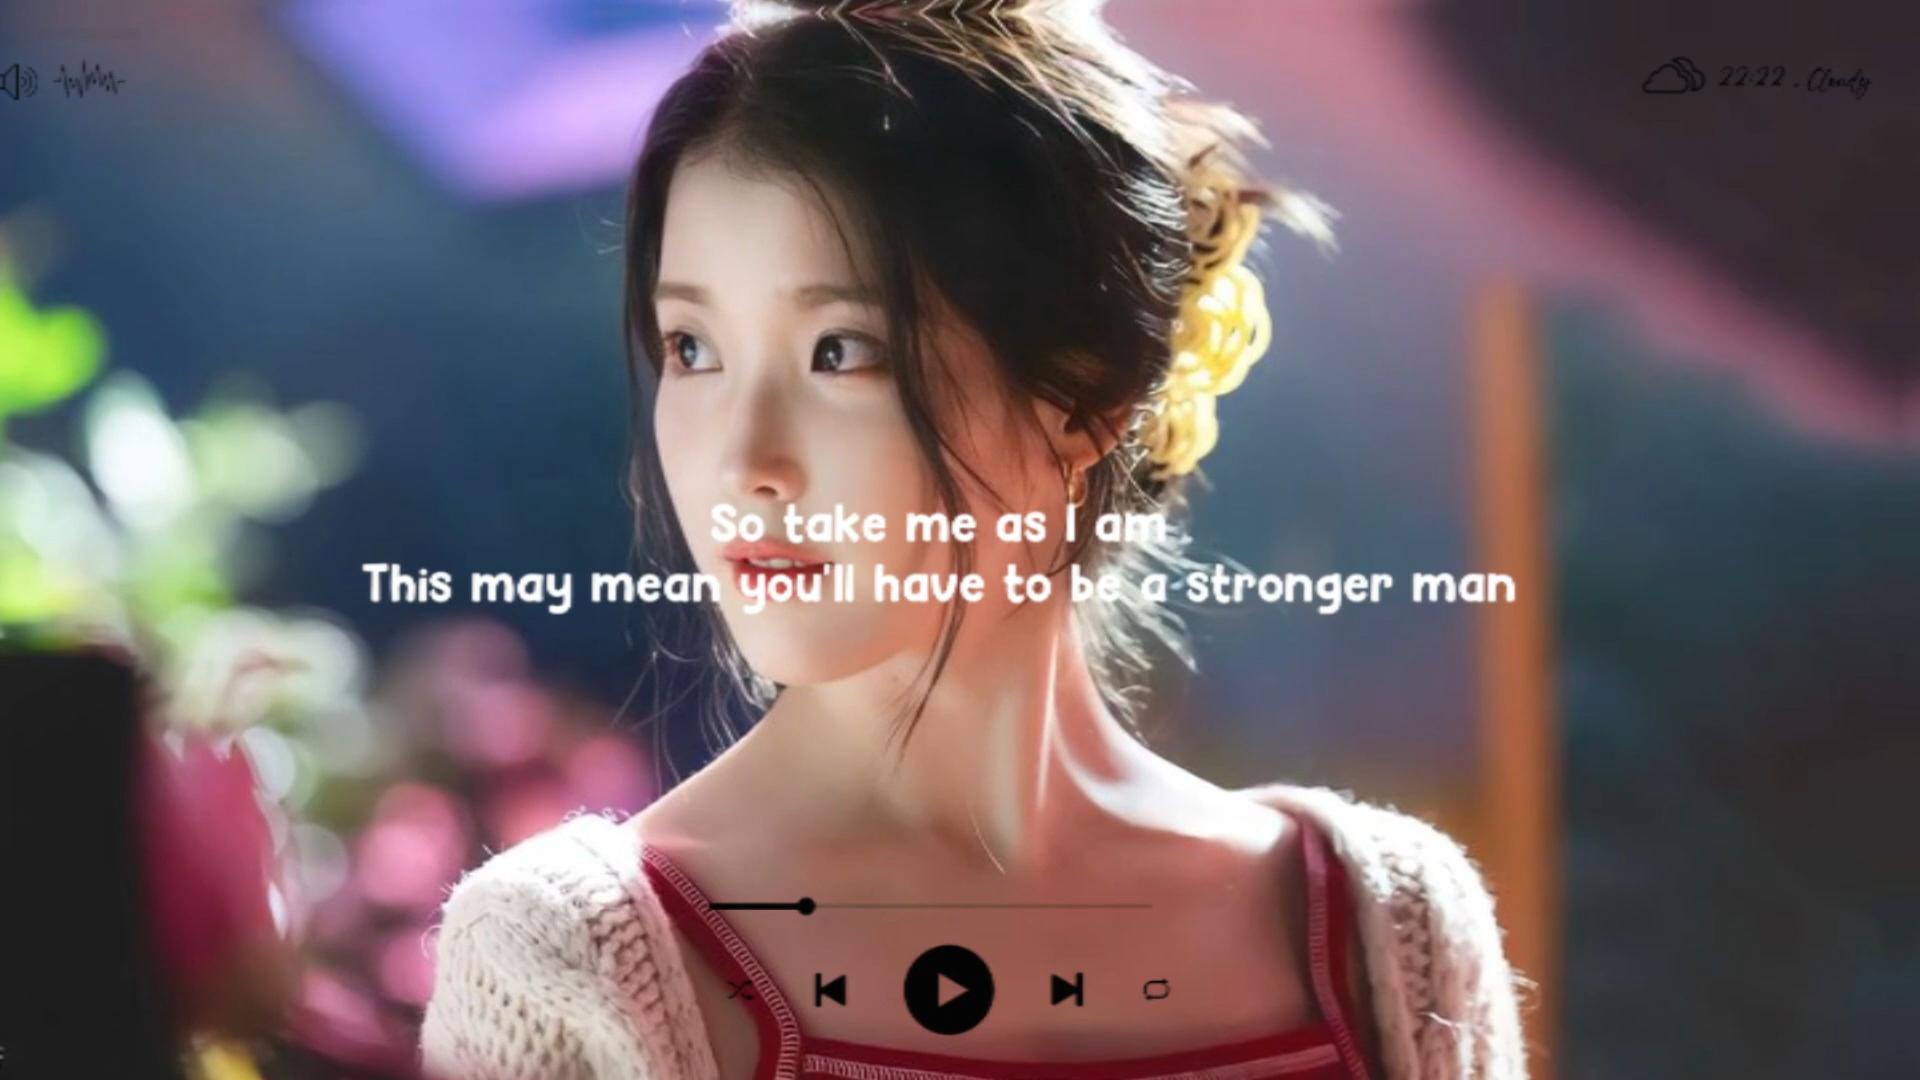 22:22 . Cloudy
So take me as I am
This may mean you'll have to be a stronger man